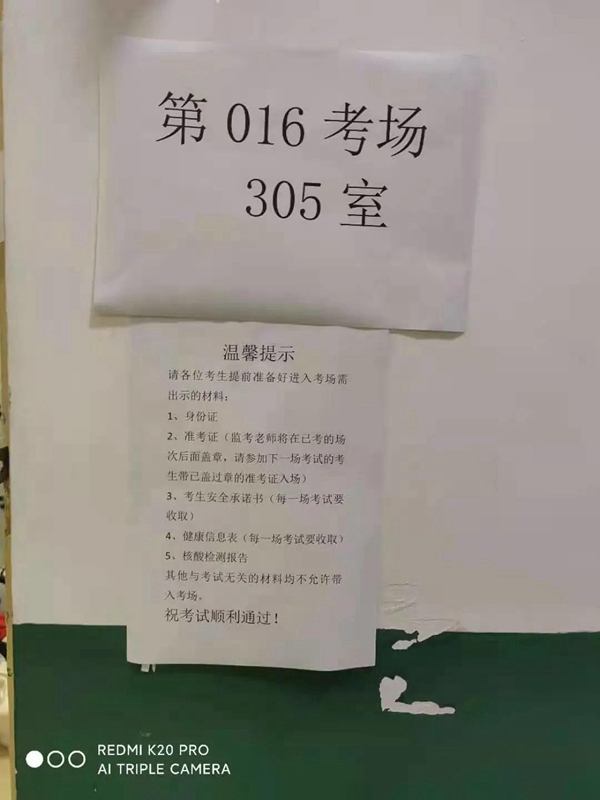 第 016 考场
305 室
温馨提示
请各位考生提前准备好进入考场需
出示的材料：
1、身份证
2、准考证（监考老师将在已考的场
次后面盖章，请参加下一场考试的考
生带已盖过章的准考证入场）
3、考生安全承诺书（每一场考试要
收取）
4、健康信息表（每一场考试要收取）
5、核酸检测报告
其他与考试无关的材料均不允许带
入考场。
祝考试顺利通过！
REDMI K20 PRO
AI TRIPLE CAMERA